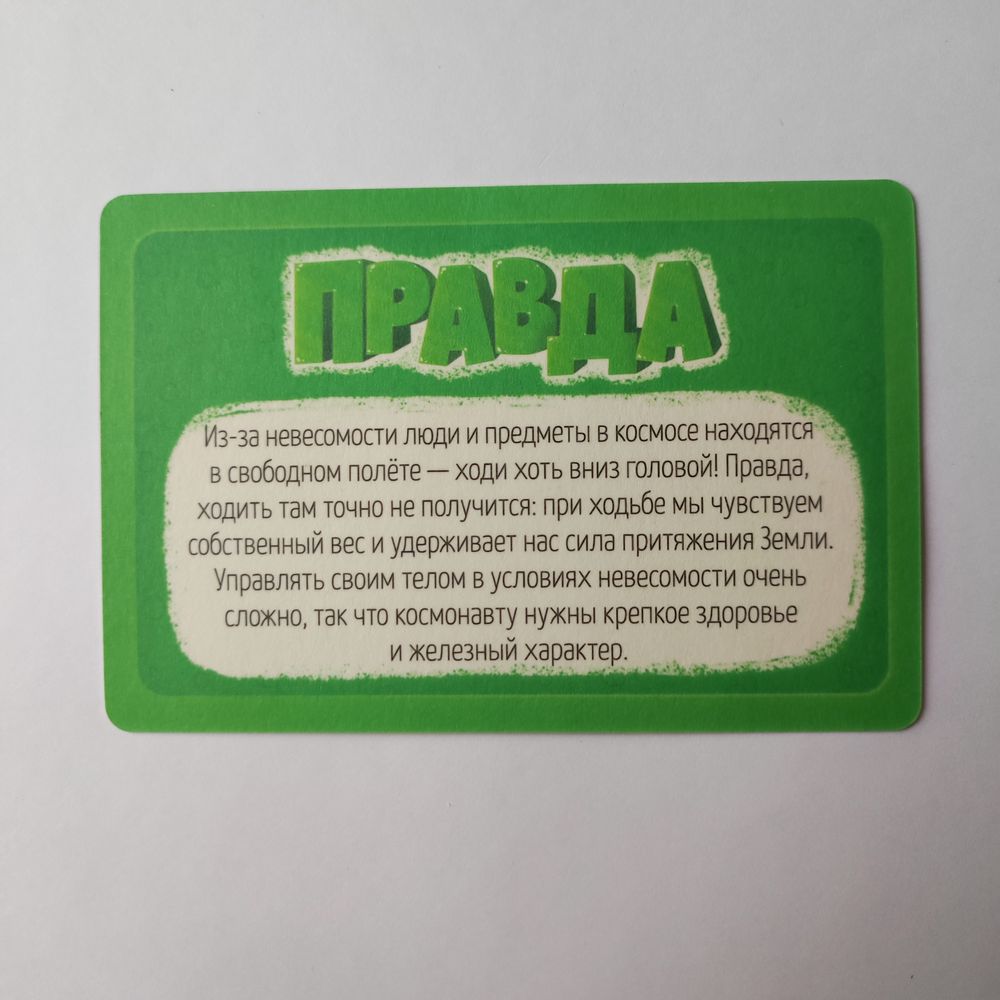 ПРАВДА
Из-за невесомости люди и предметы в космосе находятся
в свободном полёте — ходи хоть вниз головой! Правда,
ходить там точно не получится: при ходьбе мы чувствуем
собственный вес и удерживает нас сила притяжения Земли.
Управлять своим телом в условиях невесомости очень
сложно, так что космонавту нужны крепкое здоровье
и железный характер.